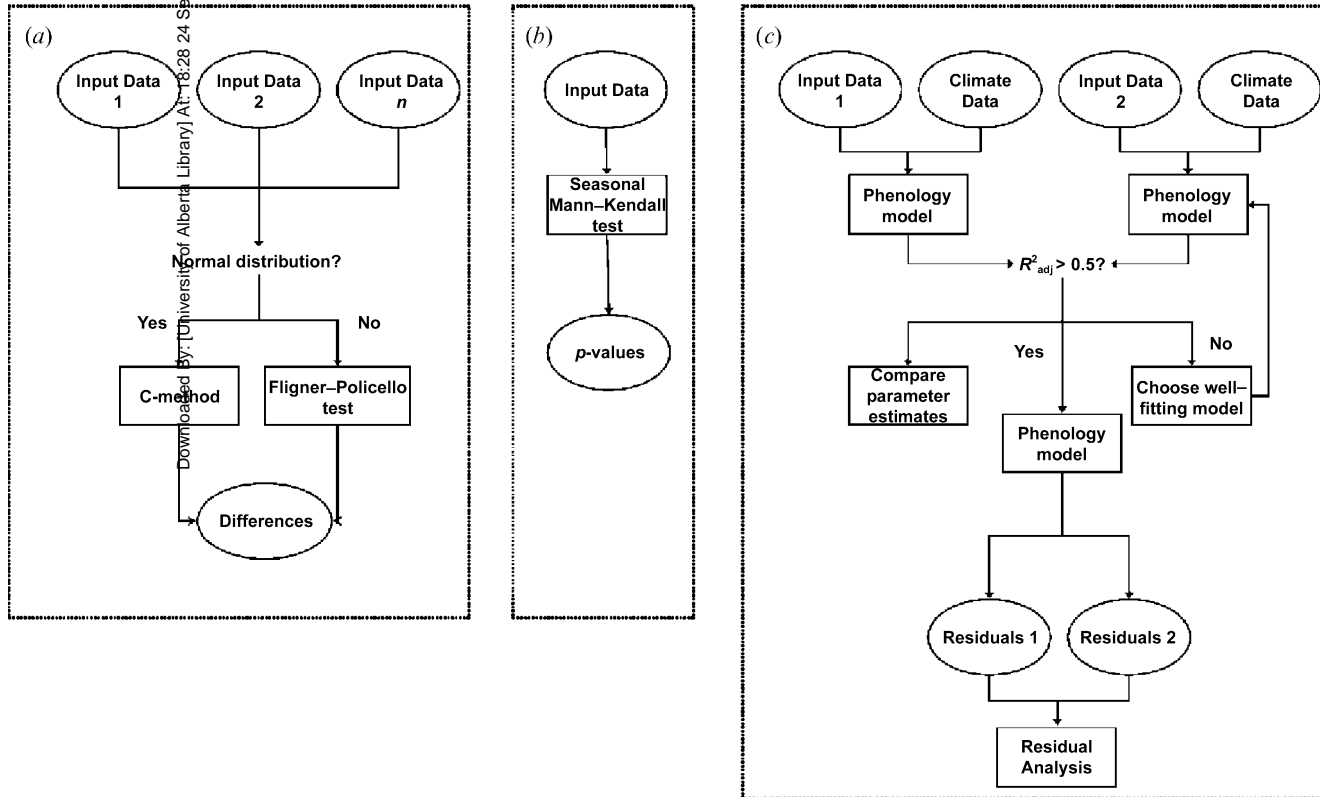 (a)
Input Data
1
Input Data
2
Input Data
n
Normal distribution?
Yes
No
C-method
Fligner–Policello
test
Differences
Downloaded By: [University of Alberta Library] At: 18:28 24 Se
(b)
Input Data
Seasonal
Mann–Kendall
test
p-values
(c)
Input Data
1
Climate
Data
Input Data
2
Climate
Data
Phenology
model
Phenology
model
R²adj > 0.5?
Yes
No
Compare
parameter
estimates
Choose well–
fitting model
Phenology
model
Residuals 1
Residuals 2
Residual
Analysis